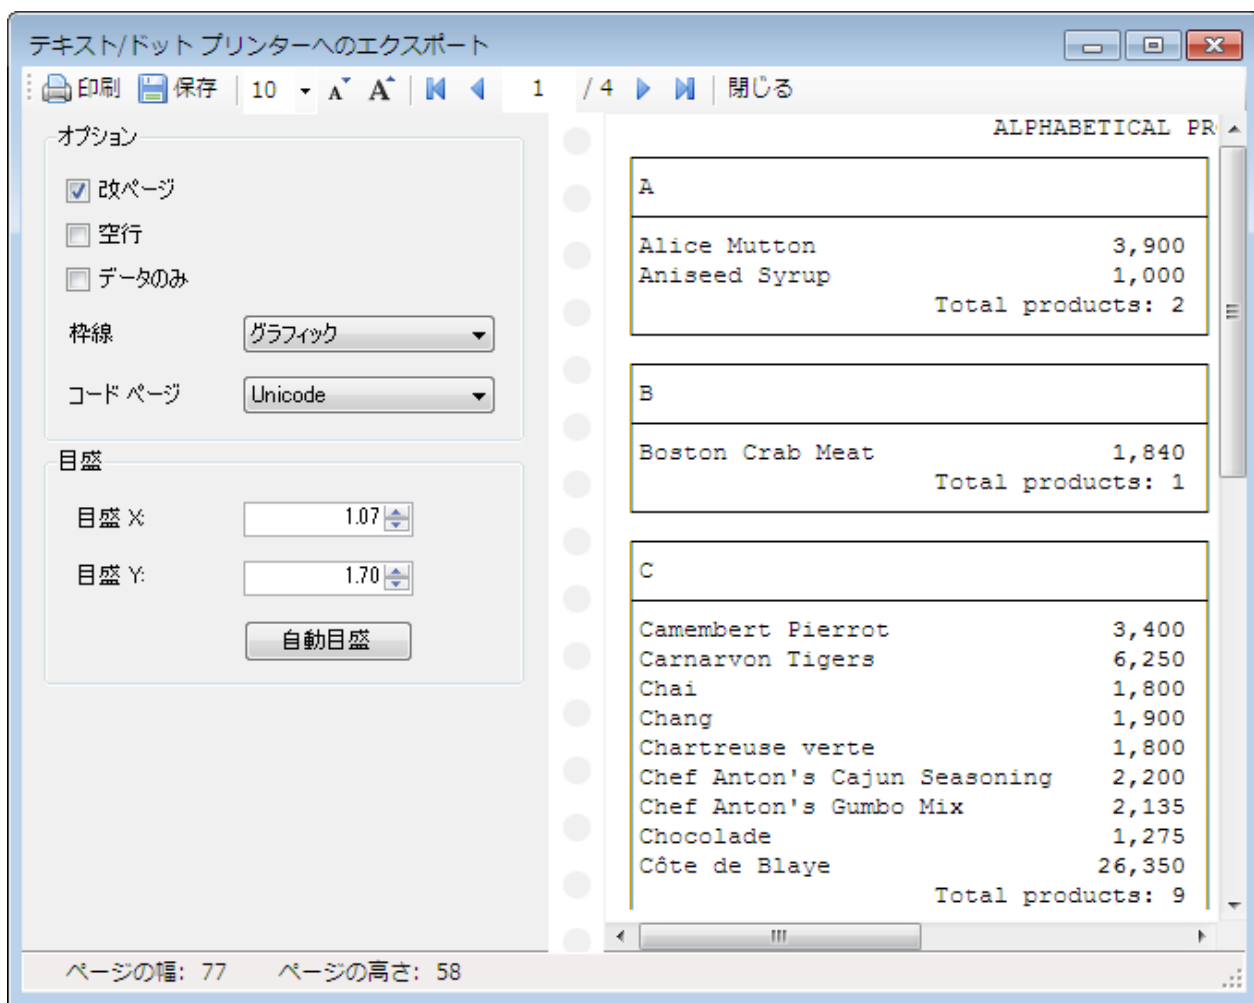 テキスト/ドット プリンターへのエクスポート
印刷 保存 10 A A 1 / 4 閉じる
オプション
改ページ
空行
データのみ
枠線 グラフィック
コード ページ Unicode
目盛
目盛 X: 1.07
目盛 Y: 1.70
自動目盛
ALPHABETICAL PR
A
Alice Mutton 3,900
Aniseed Syrup 1,000
Total products: 2
B
Boston Crab Meat 1,840
Total products: 1
C
Camembert Pierrot 3,400
Carnarvon Tigers 6,250
Chai 1,800
Chang 1,900
Chartreuse verte 1,800
Chef Anton's Cajun Seasoning 2,200
Chef Anton's Gumbo Mix 2,135
Chocolade 1,275
Côte de Blaye 26,350
Total products: 9
ページの幅: 77 ページの高さ: 58